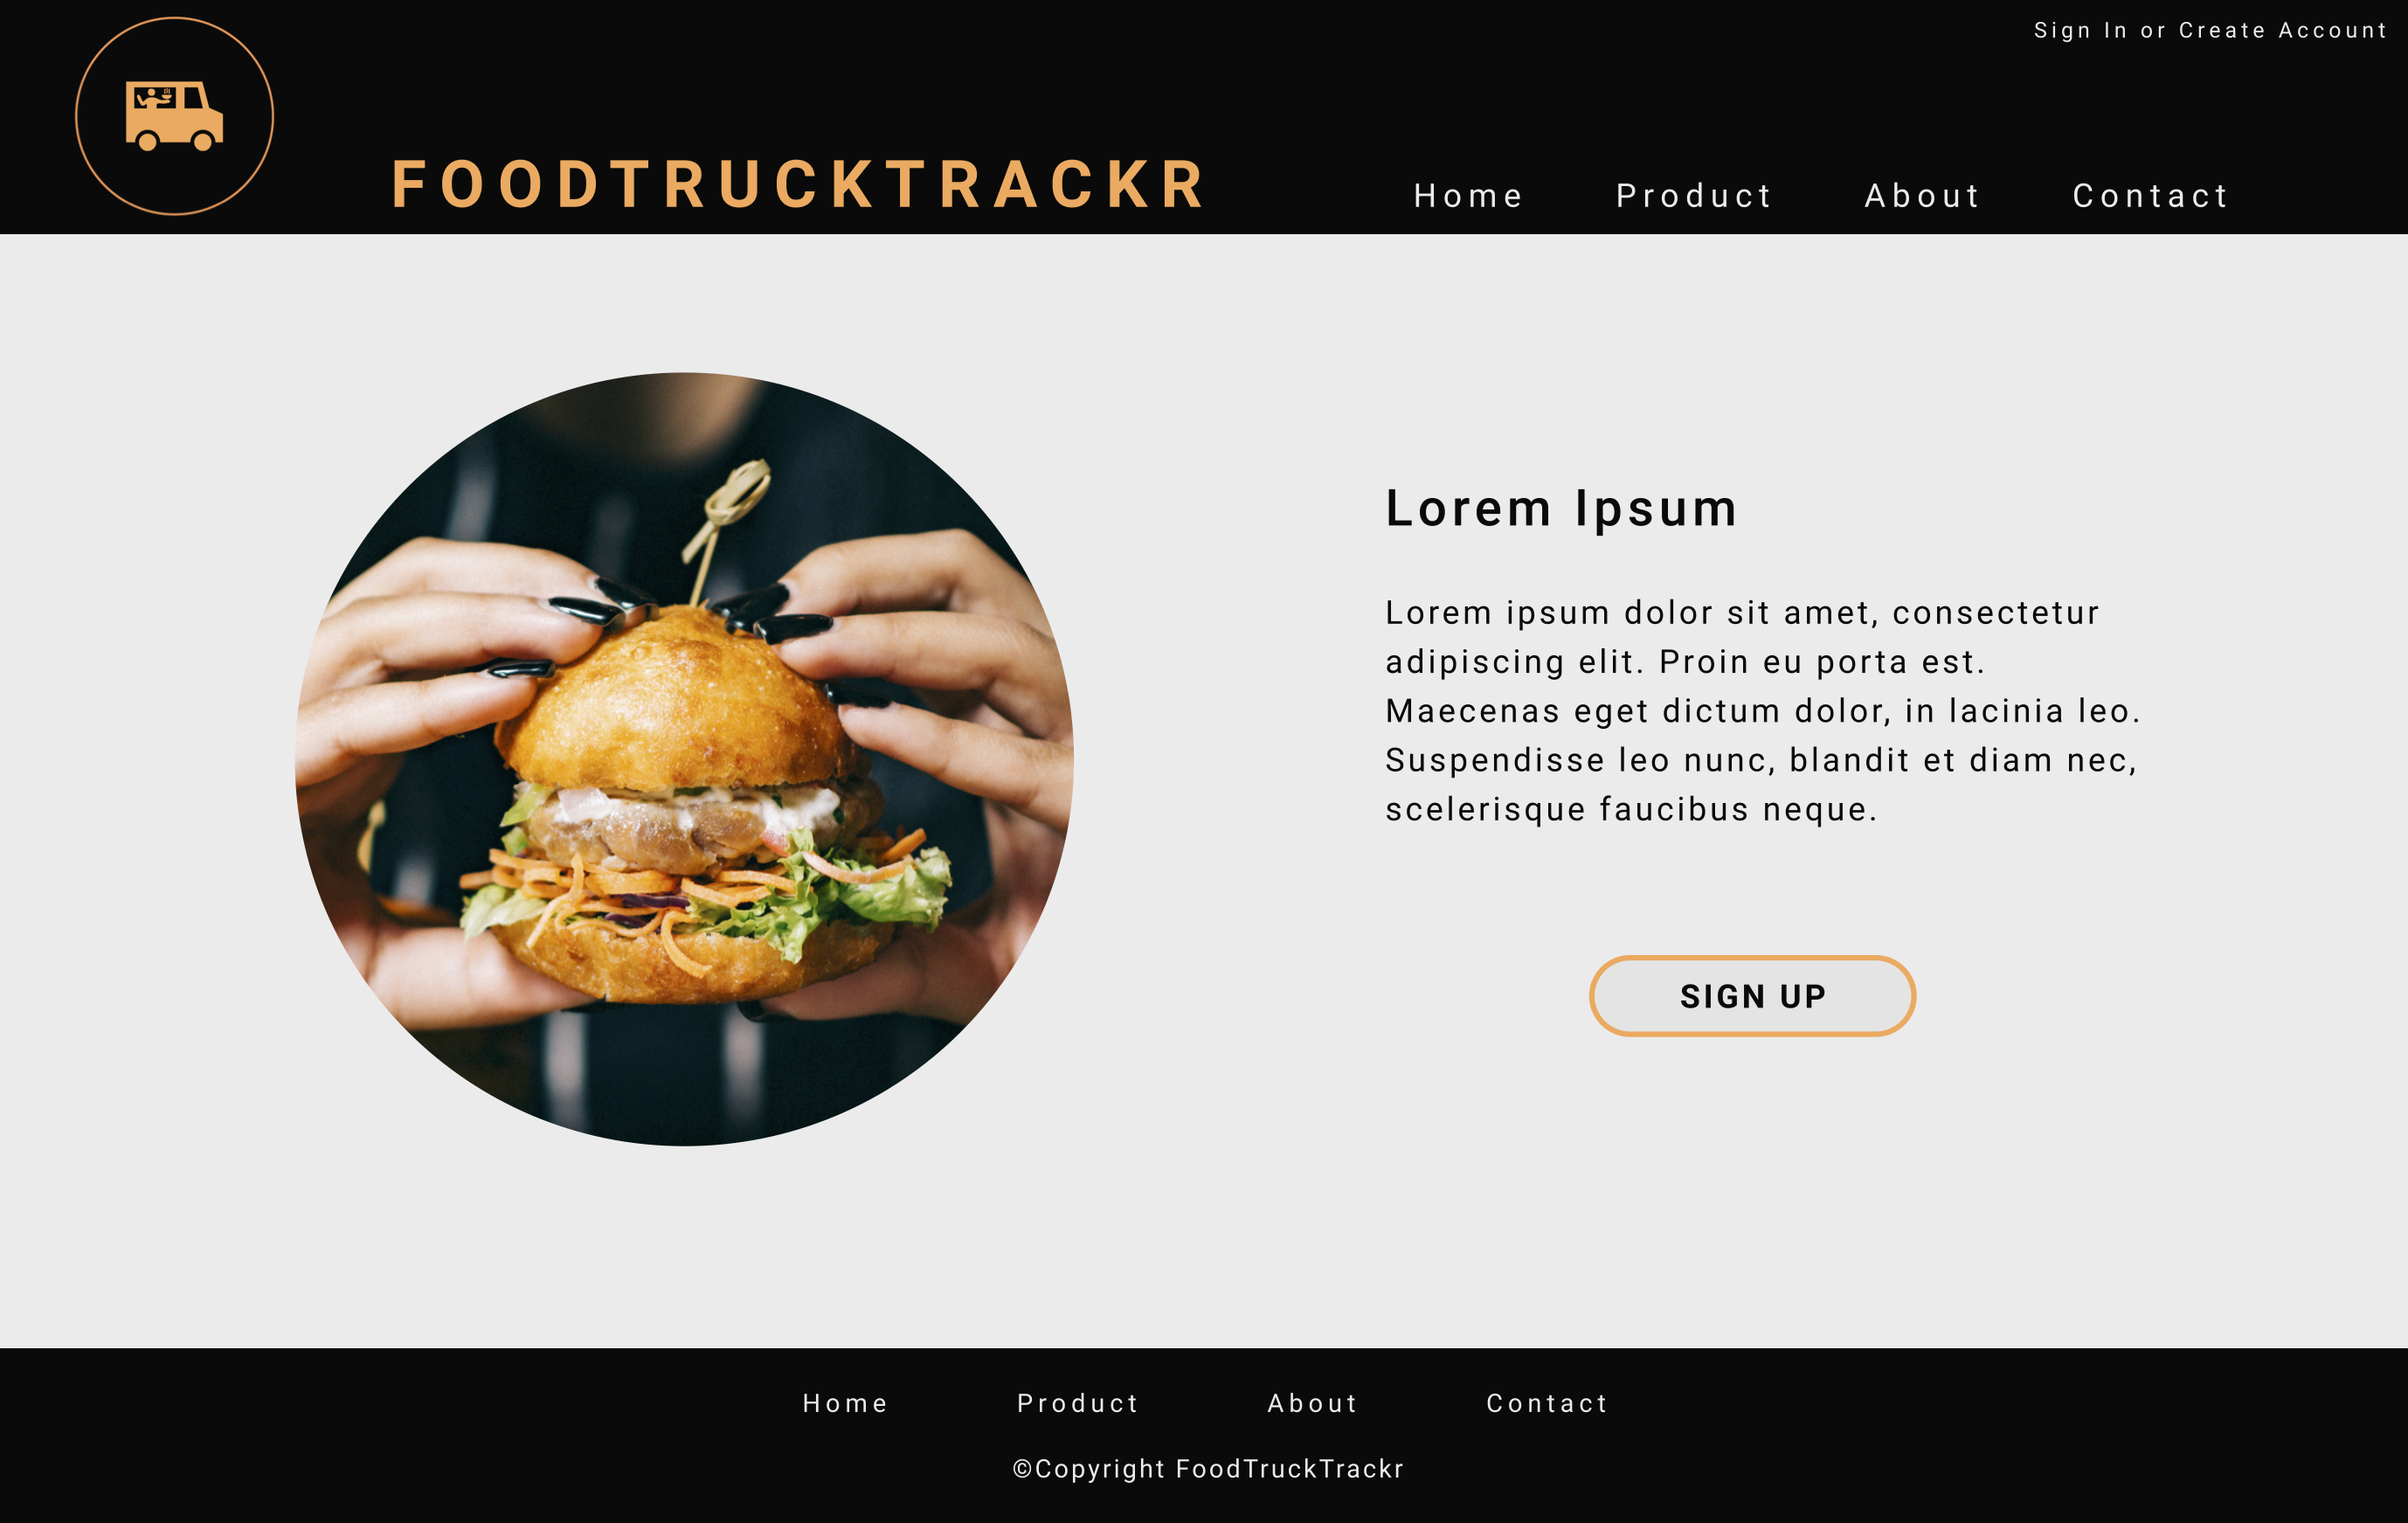 Sign In or Create Account
FOODTRUCKTRACKR
Home Product About Contact
Lorem Ipsum
Lorem ipsum dolor sit amet, consectetur
adipiscing elit. Proin eu porta est.
Maecenas eget dictum dolor, in lacinia leo.
Suspendisse leo nunc, blandit et diam nec,
scelerisque faucibus neque.
SIGN UP
Home Product About Contact
©Copyright FoodTruckTrackr